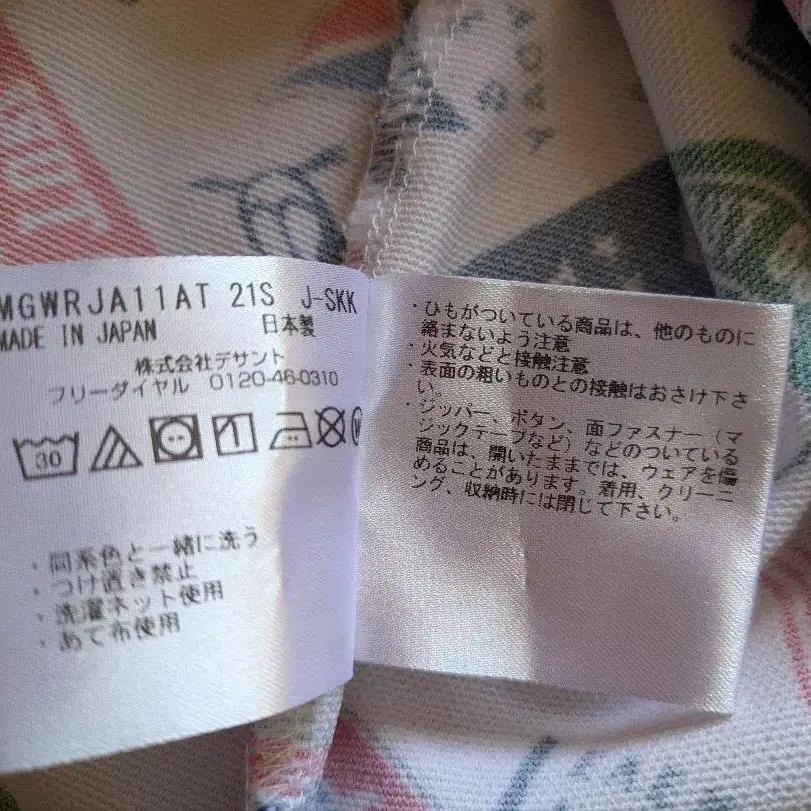 MGWRJA11AT 21S J-SKK
MADE IN JAPAN 日本製
株式会社デサント
フリーダイヤル 0120-46-0310
30
・同系色と一緒に洗う
・つけ置き禁止
・洗濯ネット使用
・あて布使用
・ひもがついている商品は、他のものに
絡まないよう注意
・火気などと接触注意
・表面の粗いものとの接触はおさけ下さ
い。
・ジッパー、ボタン、面ファスナー(マ
ジックテープなど)などのついている
商品は、開いたままでは、ウェアを傷
めることがあります。着用、クリーニ
ング、収納時には閉じて下さい。